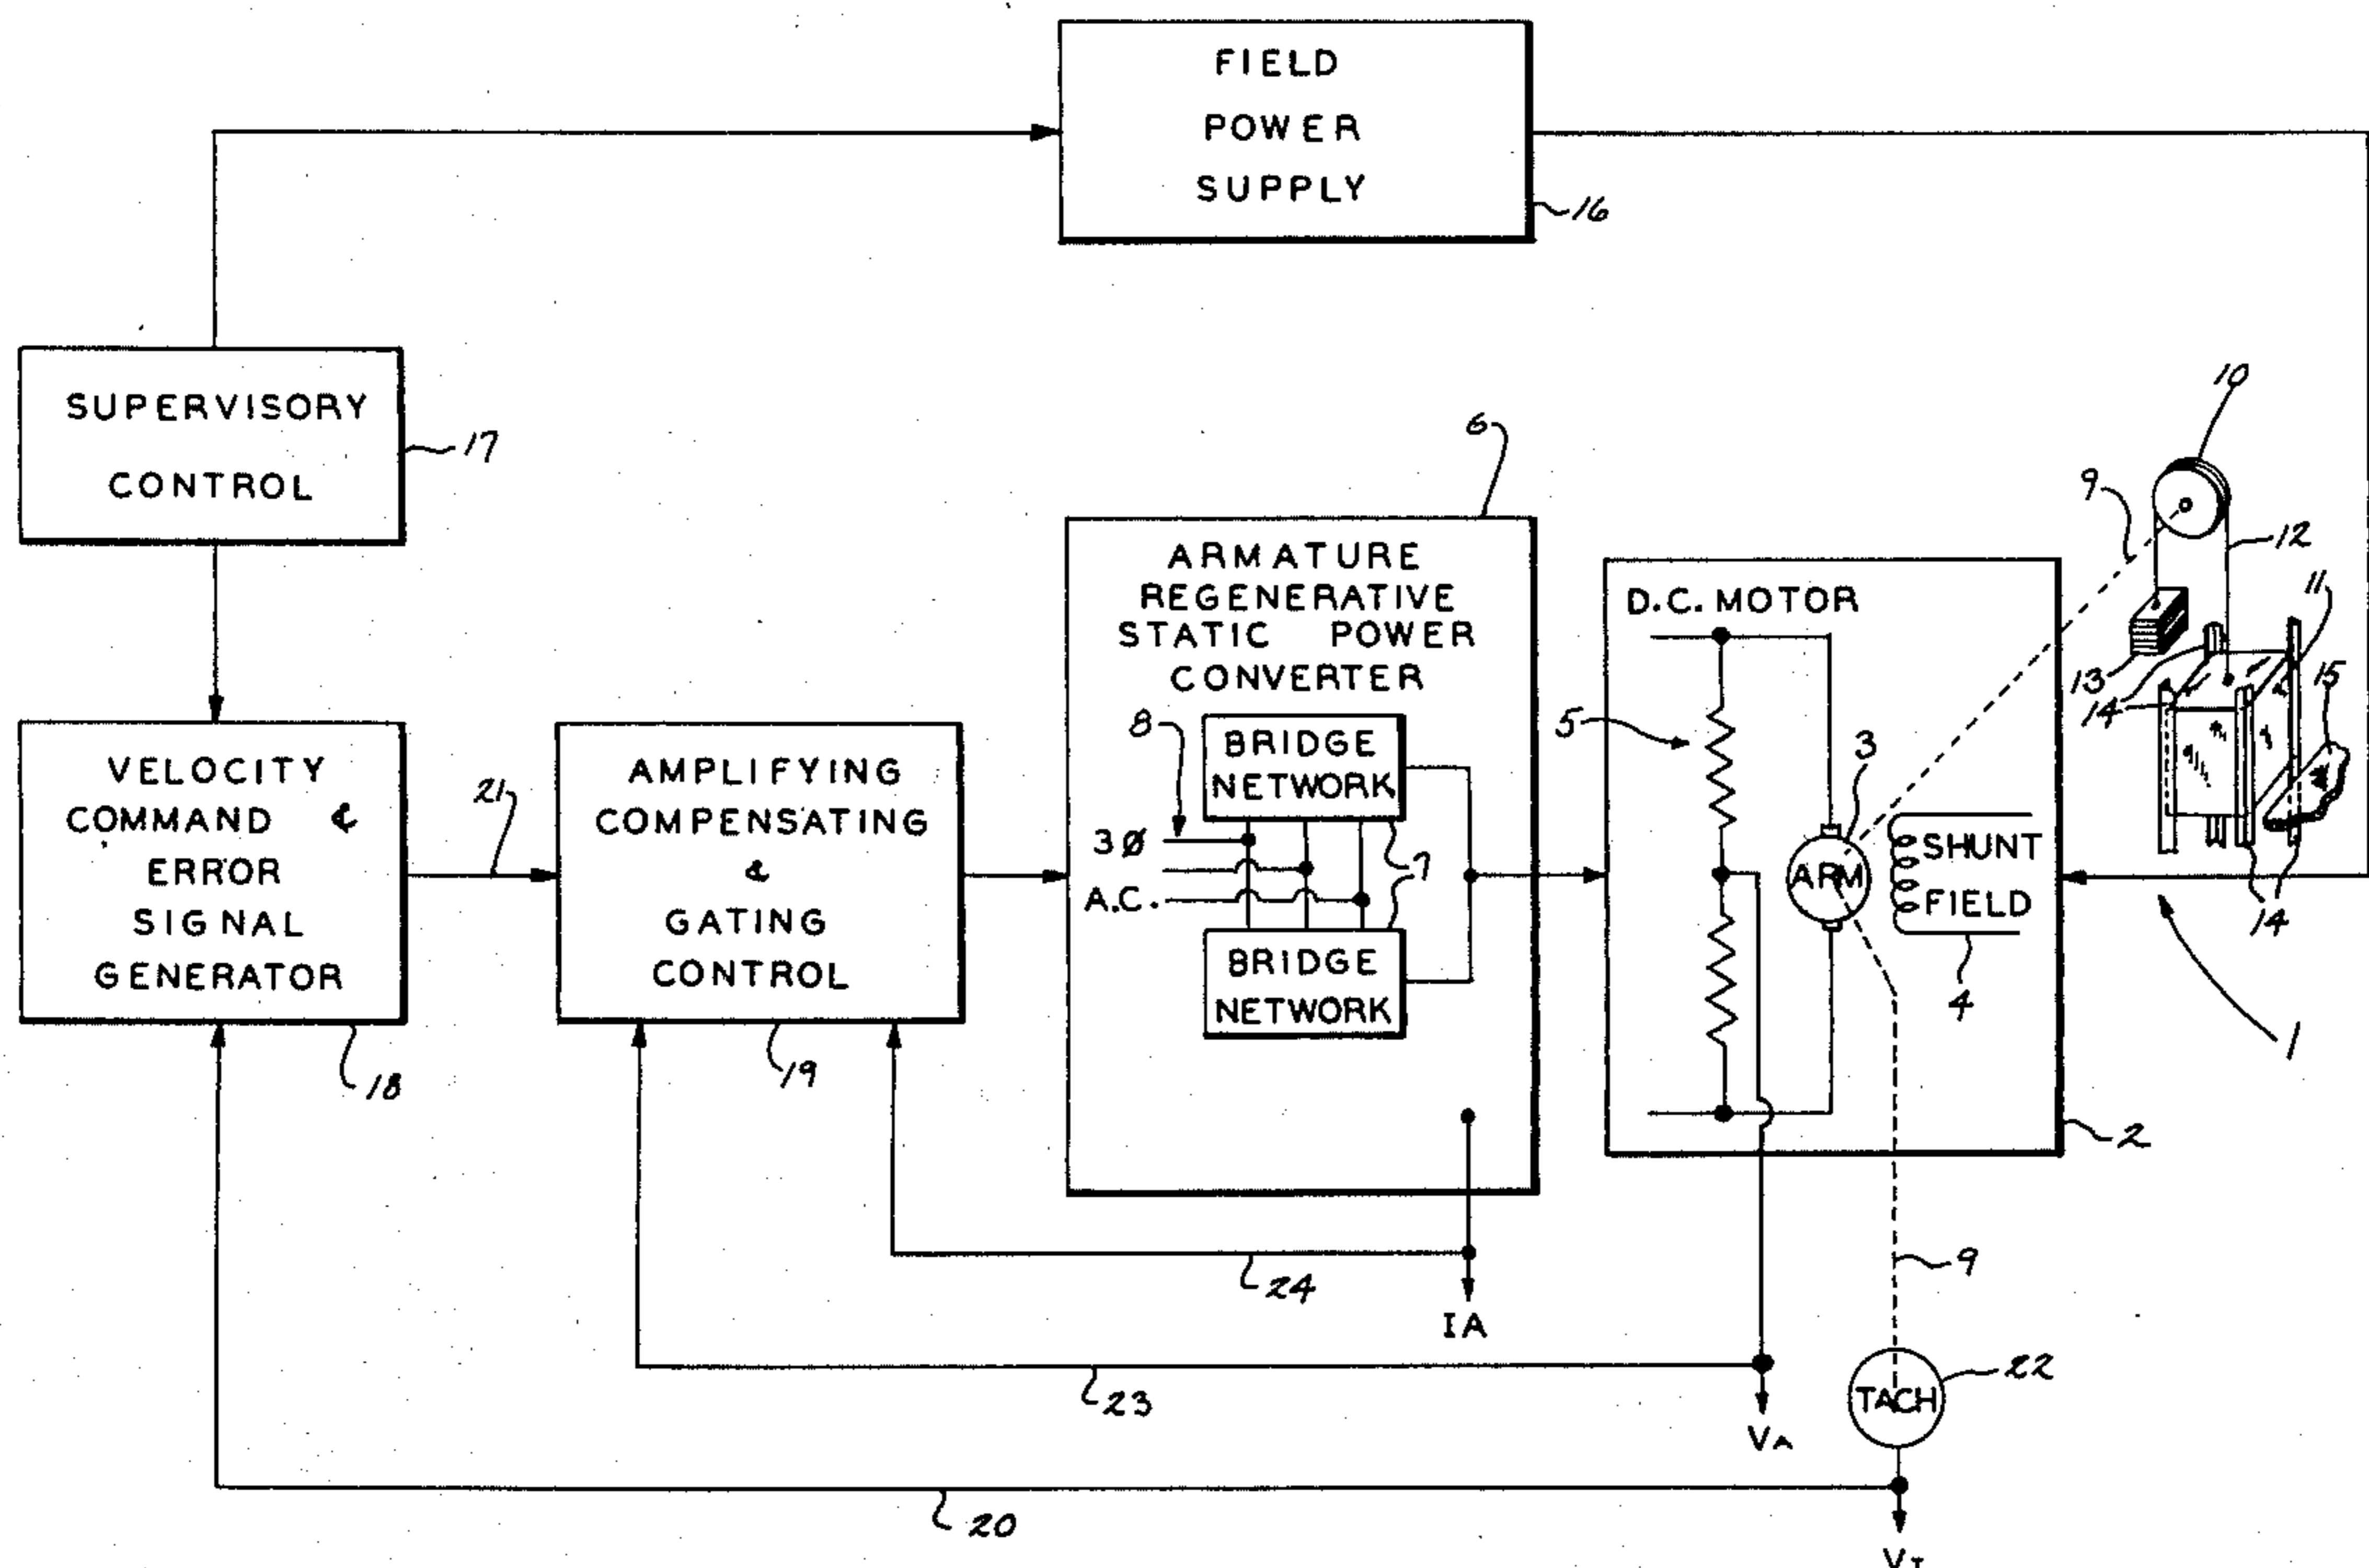 FIELD
POWER
SUPPLY
16
SUPERVISORY
CONTROL
17
VELOCITY
COMMAND &
ERROR
SIGNAL
GENERATOR
18
21
AMPLIFYING
COMPENSATING
&
GATING
CONTROL
19
6
ARMATURE
REGENERATIVE
STATIC POWER
CONVERTER
8
BRIDGE
NETWORK
3Ø
A.C.
7
BRIDGE
NETWORK
24
IA
23
VA
20
D.C. MOTOR
5
3
ARM
SHUNT
FIELD
4
2
9
TACH
22
VT
10
9
12
11
13
14
15
14
1